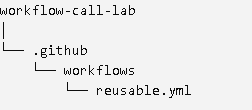 workflow-call-lab
│
└── .github
    └── workflows
        └── reusable.yml